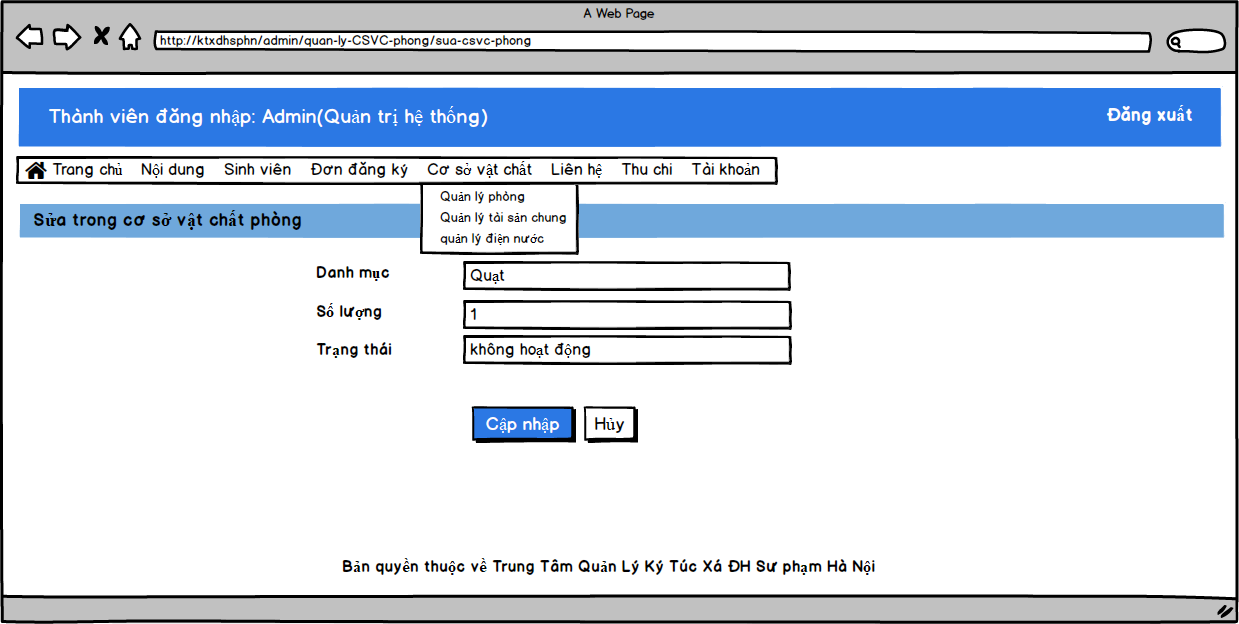 A Web Page
http://ktxdhsphn/admin/quan-ly-CSVC-phong/sua-csvc-phong
Thành viên đăng nhập: Admin(Quản trị hệ thống)
Đăng xuất
Trang chủ Nội dung Sinh viên Đơn đăng ký Cơ sở vật chất Liên hệ Thu chi Tài khoản
Quản lý phòng
Quản lý tài sản chung
quản lý điện nước
Sửa trong cơ sở vật chất phòng
Danh mục Quạt
Số lượng 1
Trạng thái không hoạt động
Cập nhập Hủy
Bản quyền thuộc về Trung Tâm Quản Lý Ký Túc Xá ĐH Sư phạm Hà Nội